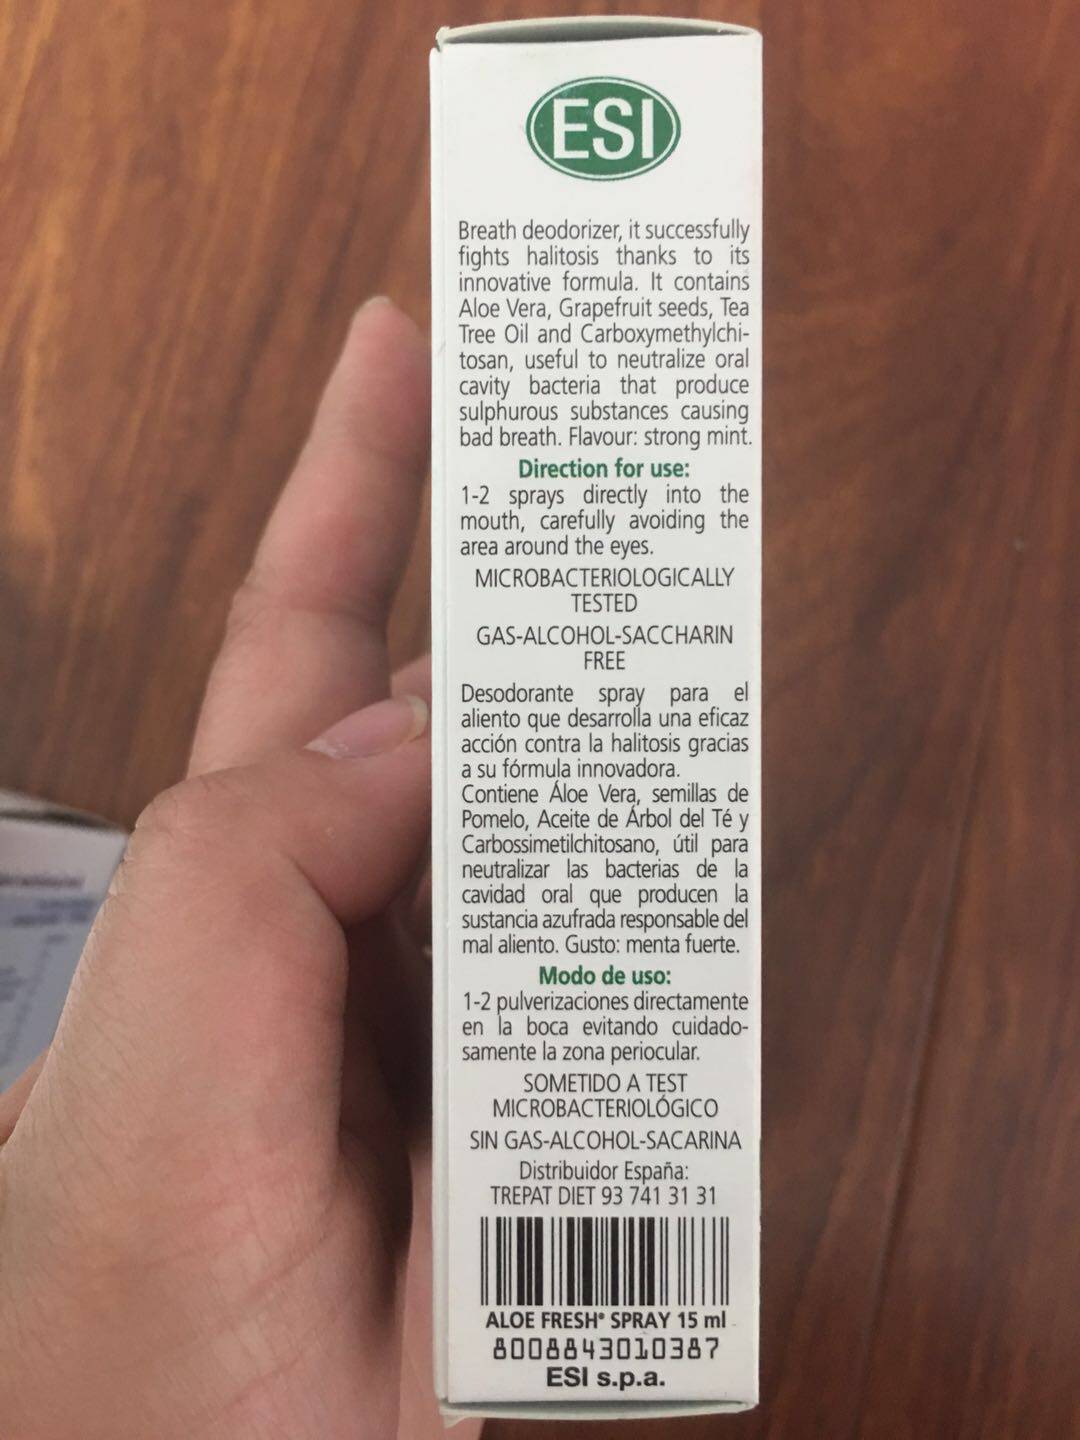 ESI
Breath deodorizer, it successfully
fights halitosis thanks to its
innovative formula. It contains
Aloe Vera, Grapefruit seeds, Tea
Tree Oil and Carboxymethylchi-
tosan, useful to neutralize oral
cavity bacteria that produce
sulphurous substances causing
bad breath. Flavour: strong mint.
Direction for use:
1-2 sprays directly into the
mouth, carefully avoiding the
area around the eyes.
MICROBACTERIOLOGICALLY
TESTED
GAS-ALCOHOL-SACCHARIN
FREE
Desodorante spray para el
aliento que desarrolla una eficaz
acción contra la halitosis gracias
a su fórmula innovadora.
Contiene Áloe Vera, semillas de
Pomelo, Aceite de Árbol del Té y
Carbossimetilchitosano, útil para
neutralizar las bacterias de la
cavidad oral que producen la
sustancia azufrada responsable del
mal aliento. Gusto: menta fuerte.
Modo de uso:
1-2 pulverizaciones directamente
en la boca evitando cuidado-
samente la zona periocular.
SOMETIDO A TEST
MICROBACTERIOLÓGICO
SIN GAS-ALCOHOL-SACARINA
Distribuidor España:
TREPAT DIET 93 741 31 31
ALOE FRESH® SPRAY 15 ml
8008843010387
ESI s.p.a.